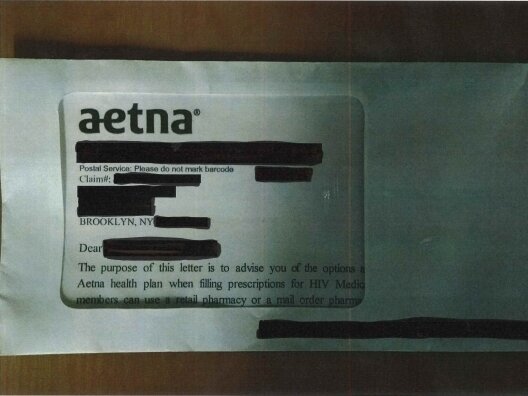 aetna®
Postal Service: Please do not mark barcode
Claim#:
BROOKLYN, NY
Dear
The purpose of this letter is to advise you of the options a
Aetna health plan when filling prescriptions for HIV Medic
members can use a retail pharmacy or a mail order pharma